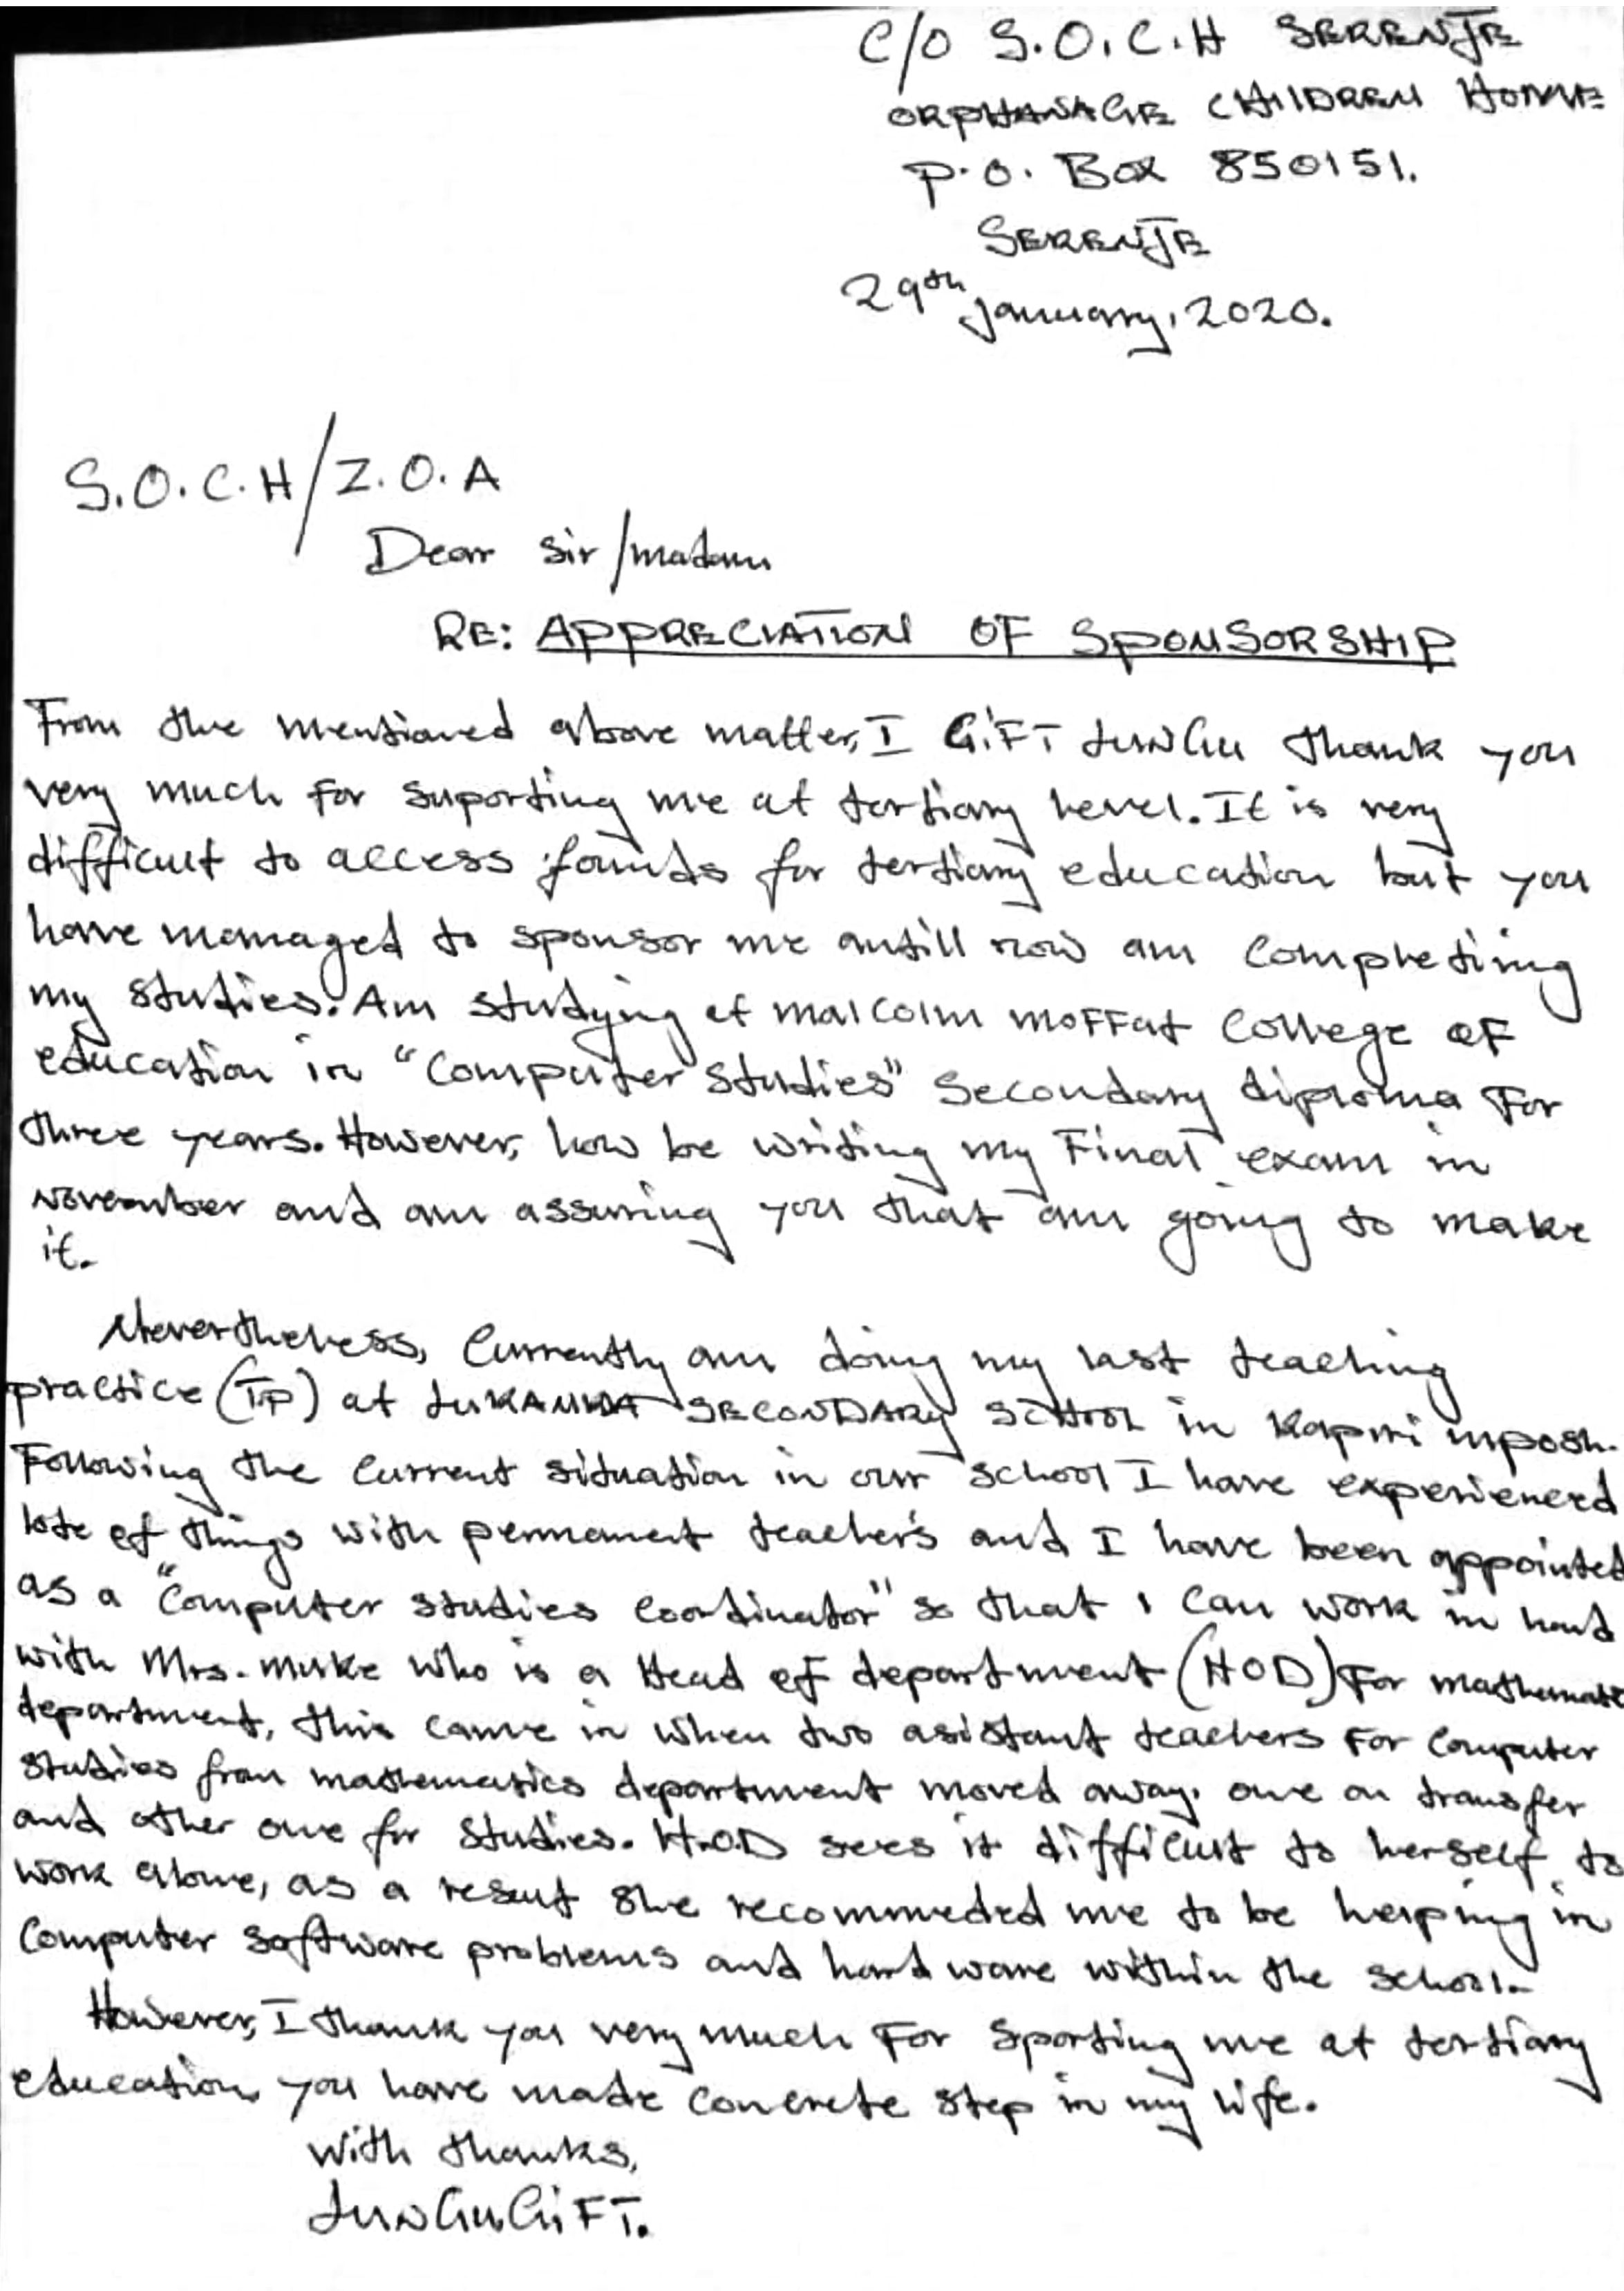 C/O S.O.C.H SERENJE
ORPHANAGE CHIlDREN HOME
P.O. Box 850151.
SERENJE
29th January, 2020.
S.O.C.H/Z.O.A
Dear Sir/madam
RE: APPRECIATION OF SPONSORSHIP
From the mentioned above matter, I GiFT LUNGU thank you
very much for suporting me at tertiary level. It is very
difficult to access founds for tertiary education but you
have managed to sponsor me antill now am completing
my studies. Am studying at malcolm moffat college of
education in "Computer studies" secondary diploma for
three years. However, how be writing my Final exam in
november and am assuring you that am going to make
it.
Nevertheless, currently am doing my last teaching
practice (TP) at LUKANDA SECONDARY SCHOOL in Kapiri mposh.
Following the current situation in our school I have experienerd
lote of things with permanent teacher's and I have been appointed
as a "Computer studies coordinator" so that I can work in hand
with Mrs. Muke who is a Head of department (HOD) for mathematic
department, this came in when two asistant teachers for computer
studies from mathematics department moved away. one on transfer
and other one for studies. H.O.D sees it difficult to herself to
work alone, as a result she recommeded me to be helping in
computer software problems and hard ware within the school.
However, I thank you very much for sporting me at tertiary
education you have made concrete step in my life.
With thanks,
LUNGU GiFT.